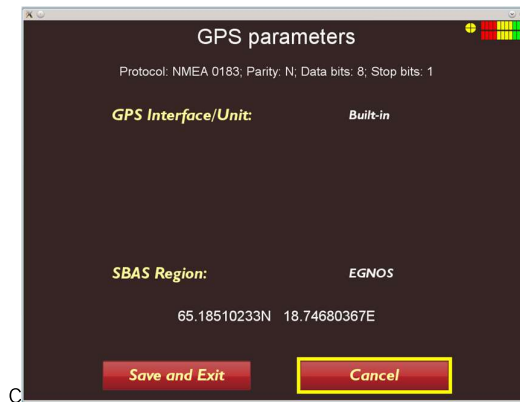 GPS parameters
Protocol: NMEA 0183; Parity: N; Data bits: 8; Stop bits: 1
GPS Interface/Unit: Built-in
SBAS Region: EGNOS
65.18510233N 18.74680367E
Save and Exit Cancel
C